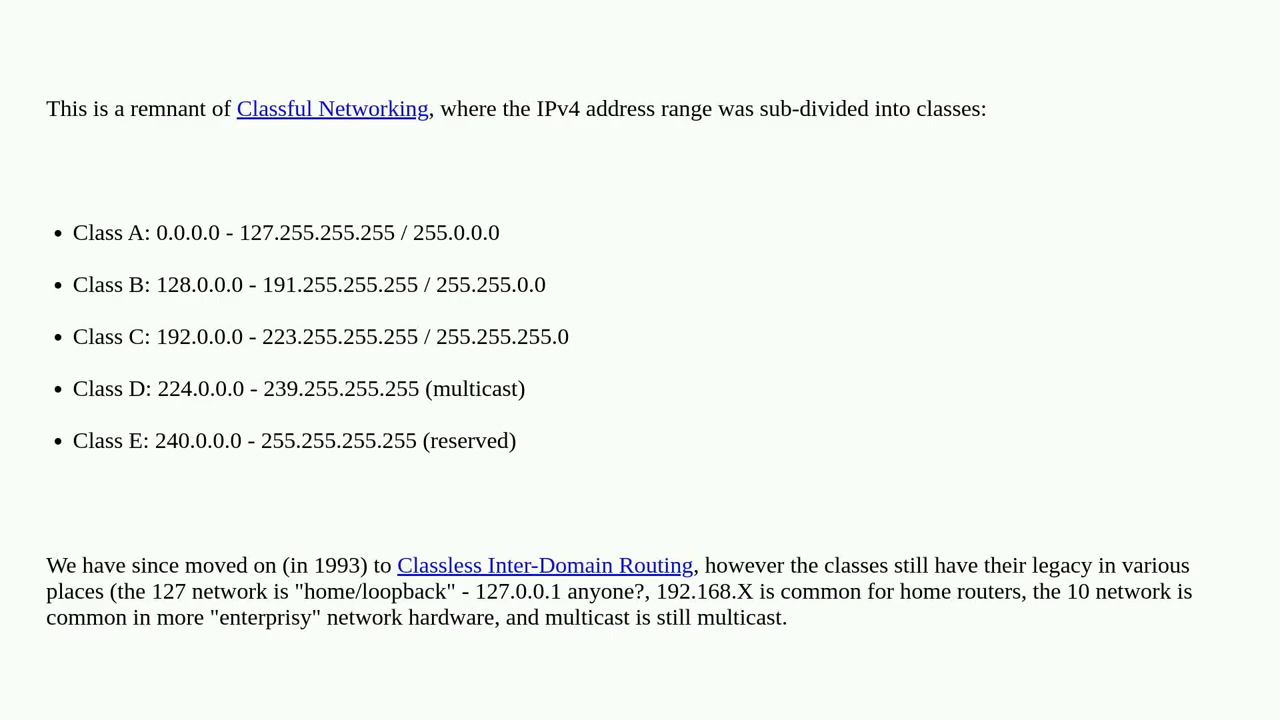 This is a remnant of Classful Networking, where the IPv4 address range was sub-divided into classes:
• Class A: 0.0.0.0 - 127.255.255.255 / 255.0.0.0
• Class B: 128.0.0.0 - 191.255.255.255 / 255.255.0.0
• Class C: 192.0.0.0 - 223.255.255.255 / 255.255.255.0
• Class D: 224.0.0.0 - 239.255.255.255 (multicast)
• Class E: 240.0.0.0 - 255.255.255.255 (reserved)
We have since moved on (in 1993) to Classless Inter-Domain Routing, however the classes still have their legacy in various
places (the 127 network is "home/loopback" - 127.0.0.1 anyone?, 192.168.X is common for home routers, the 10 network is
common in more "enterprisy" network hardware, and multicast is still multicast.